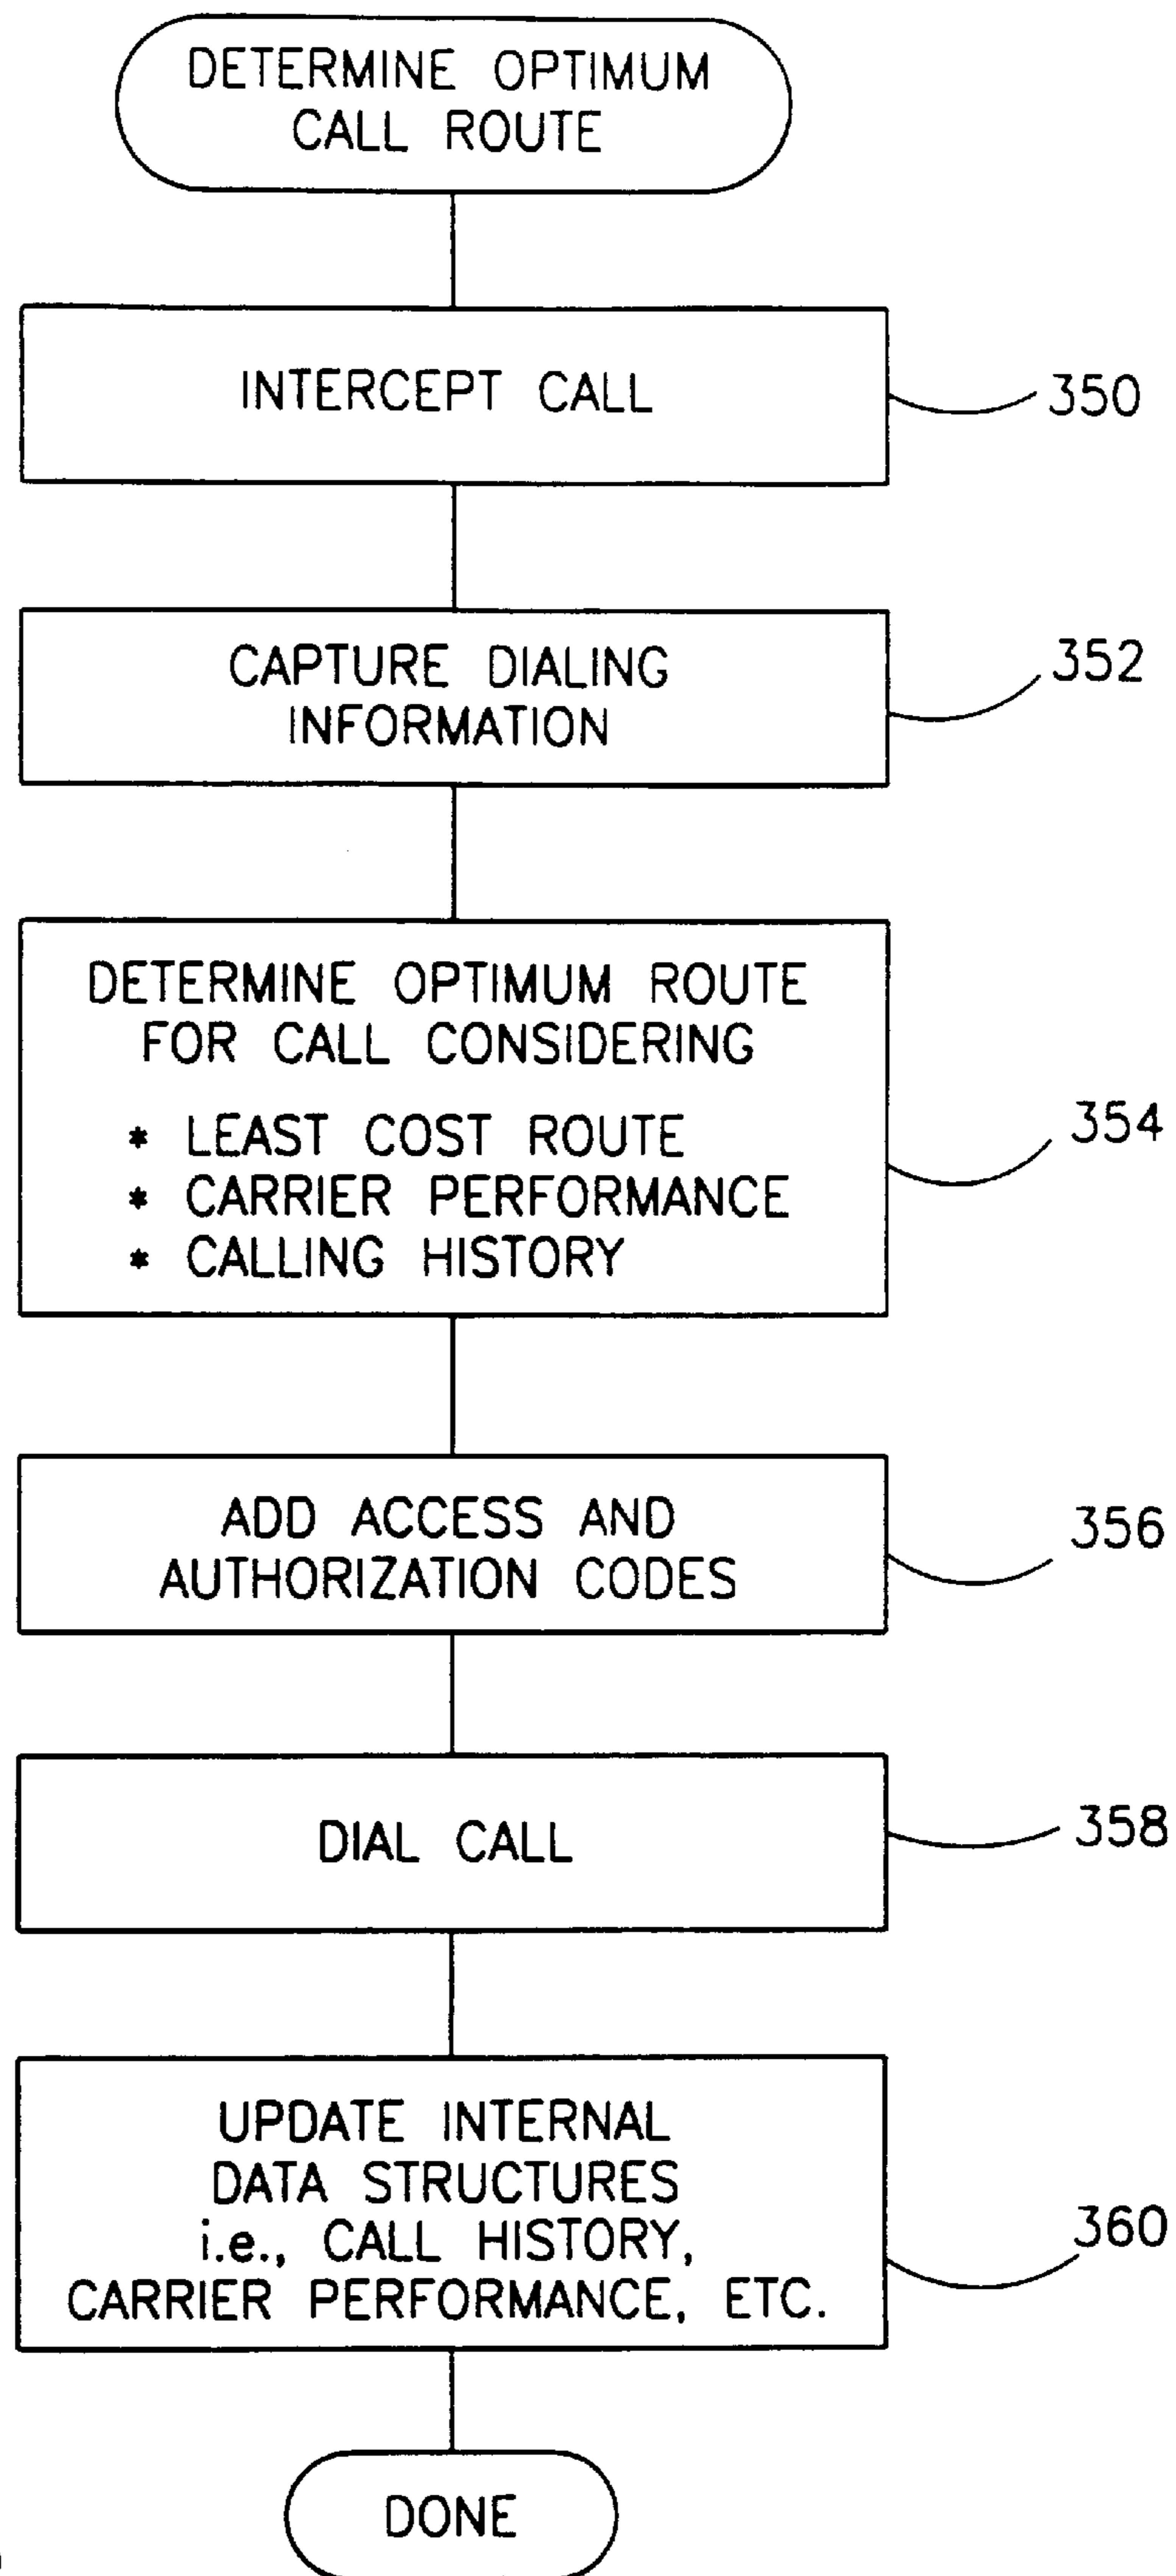 DETERMINE OPTIMUM
CALL ROUTE
INTERCEPT CALL
350
CAPTURE DIALING
INFORMATION
352
DETERMINE OPTIMUM ROUTE
FOR CALL CONSIDERING
* LEAST COST ROUTE
* CARRIER PERFORMANCE
* CALLING HISTORY
354
ADD ACCESS AND
AUTHORIZATION CODES
356
DIAL CALL
358
UPDATE INTERNAL
DATA STRUCTURES
i.e., CALL HISTORY,
CARRIER PERFORMANCE, ETC.
360
DONE